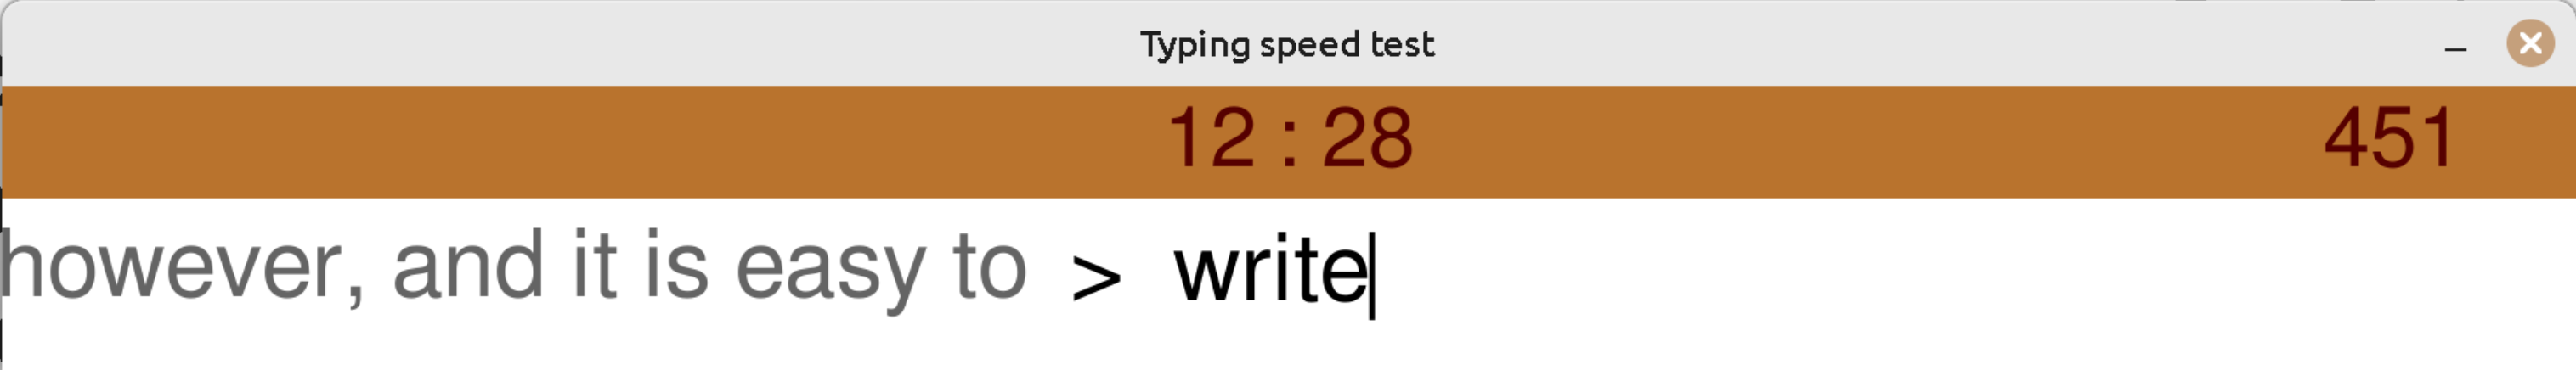 Typing speed test
12 : 28 451
however, and it is easy to > write